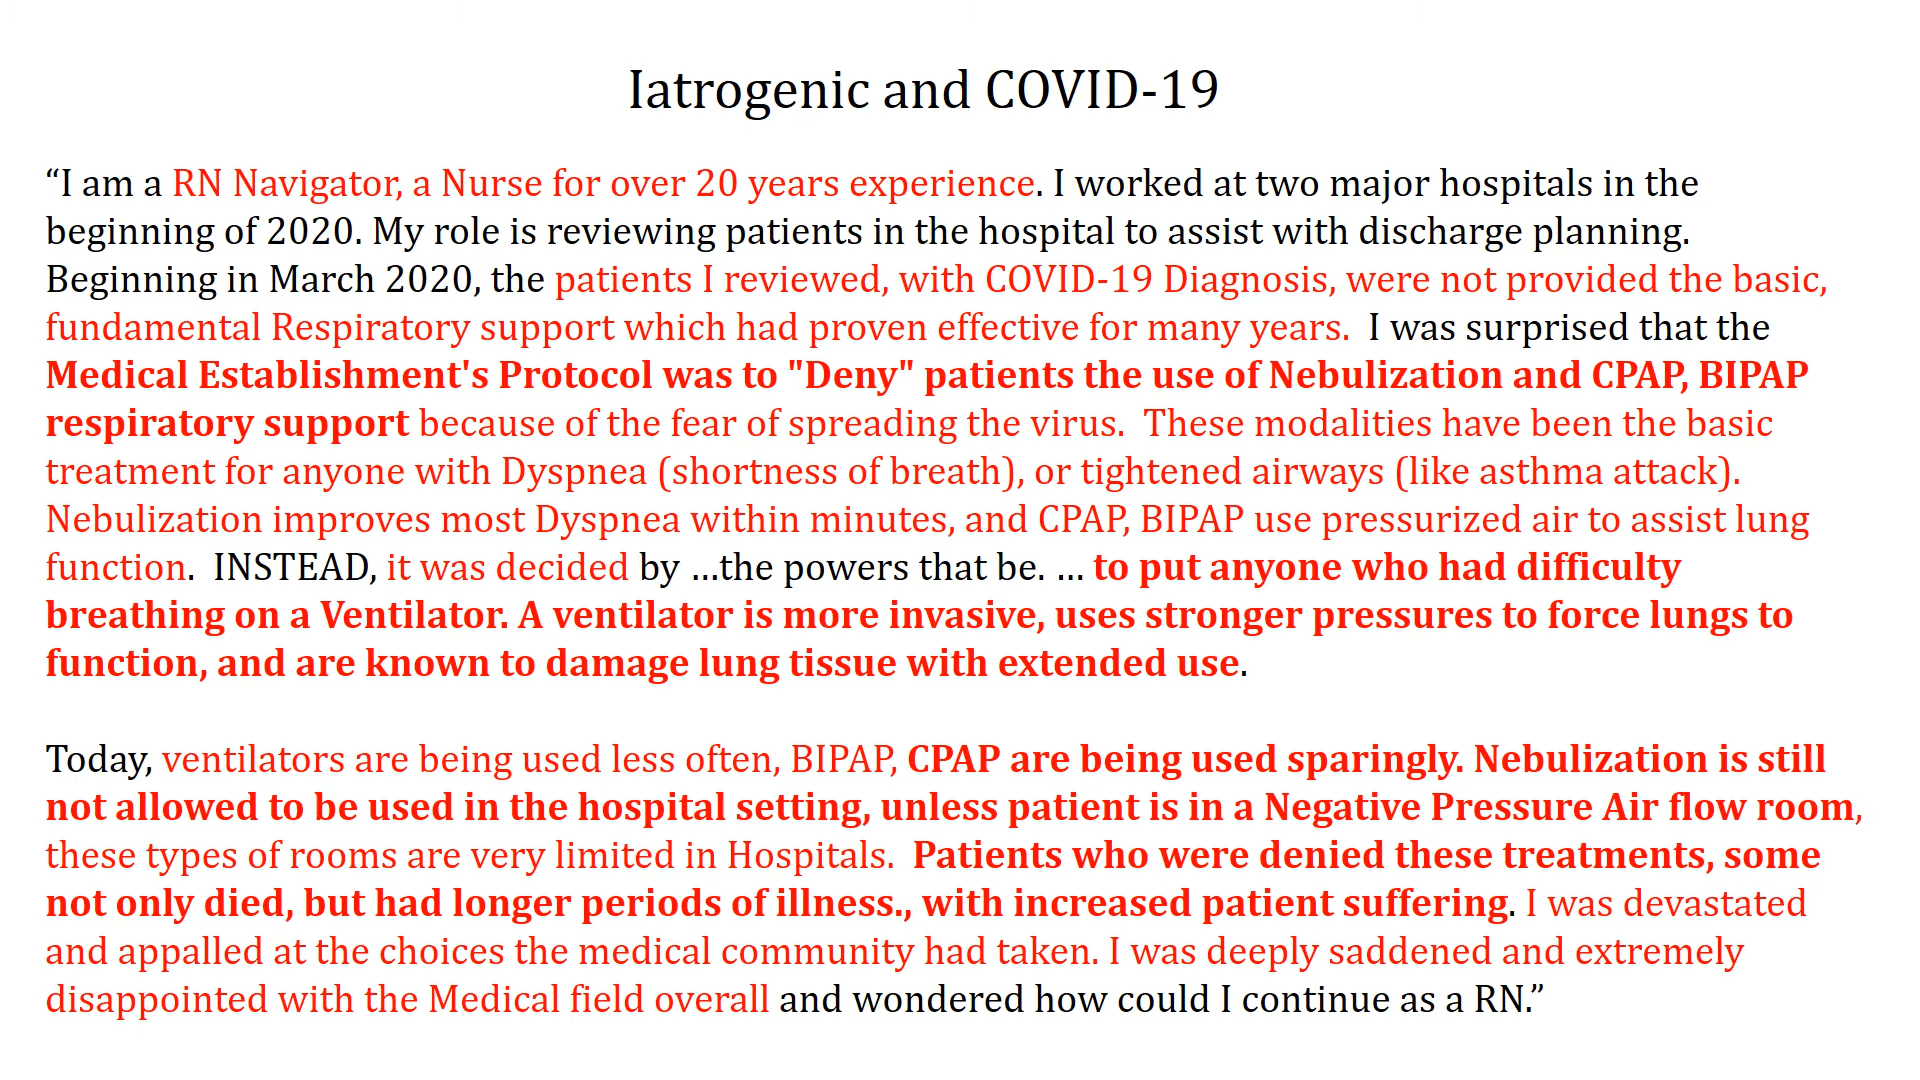 Iatrogenic and COVID-19
“I am a RN Navigator, a Nurse for over 20 years experience. I worked at two major hospitals in the
beginning of 2020. My role is reviewing patients in the hospital to assist with discharge planning.
Beginning in March 2020, the patients I reviewed, with COVID-19 Diagnosis, were not provided the basic,
fundamental Respiratory support which had proven effective for many years.  I was surprised that the
Medical Establishment's Protocol was to "Deny" patients the use of Nebulization and CPAP, BIPAP
respiratory support because of the fear of spreading the virus.  These modalities have been the basic
treatment for anyone with Dyspnea (shortness of breath), or tightened airways (like asthma attack).
Nebulization improves most Dyspnea within minutes, and CPAP, BIPAP use pressurized air to assist lung
function.  INSTEAD, it was decided by …the powers that be. … to put anyone who had difficulty
breathing on a Ventilator. A ventilator is more invasive, uses stronger pressures to force lungs to
function, and are known to damage lung tissue with extended use.
Today, ventilators are being used less often, BIPAP, CPAP are being used sparingly. Nebulization is still
not allowed to be used in the hospital setting, unless patient is in a Negative Pressure Air flow room,
these types of rooms are very limited in Hospitals.  Patients who were denied these treatments, some
not only died, but had longer periods of illness., with increased patient suffering. I was devastated
and appalled at the choices the medical community had taken. I was deeply saddened and extremely
disappointed with the Medical field overall and wondered how could I continue as a RN.”